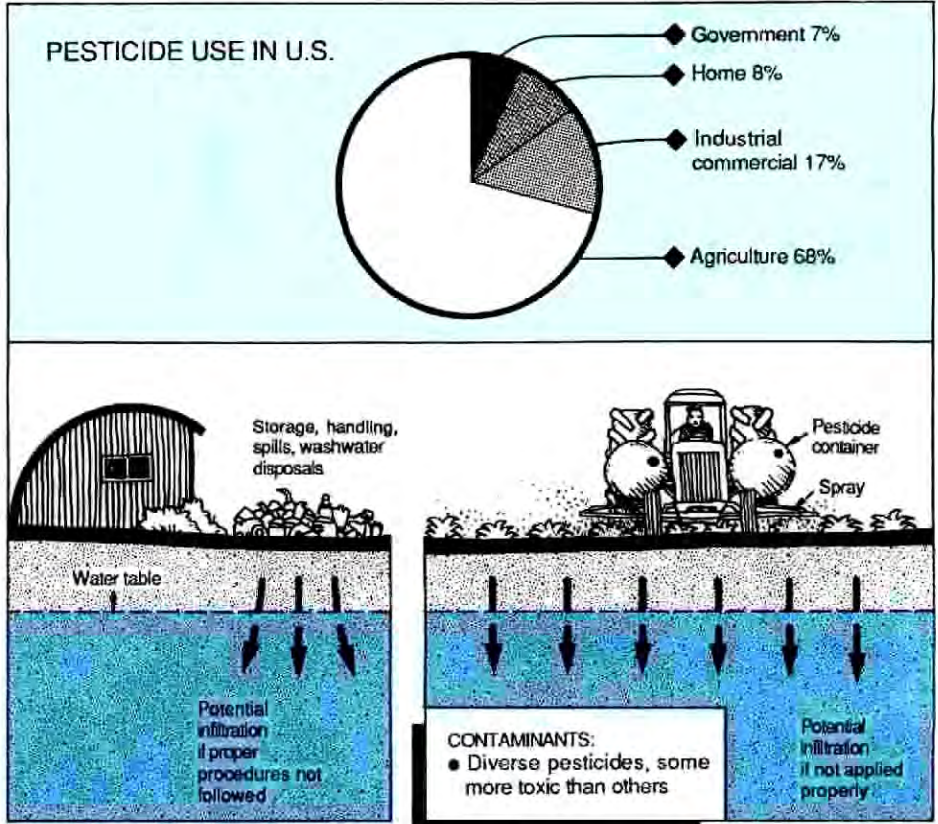 PESTICIDE USE IN U.S.
Government 7%
Home 8%
Industrial
commercial 17%
Agriculture 68%
Storage, handling,
spills, washwater
disposals
Pesticide
container
Spray
Water table
Potential
infiltration
if proper
procedures not
followed
CONTAMINANTS:
● Diverse pesticides, some
more toxic than others
Potential
Infiltration
if not applied
properly